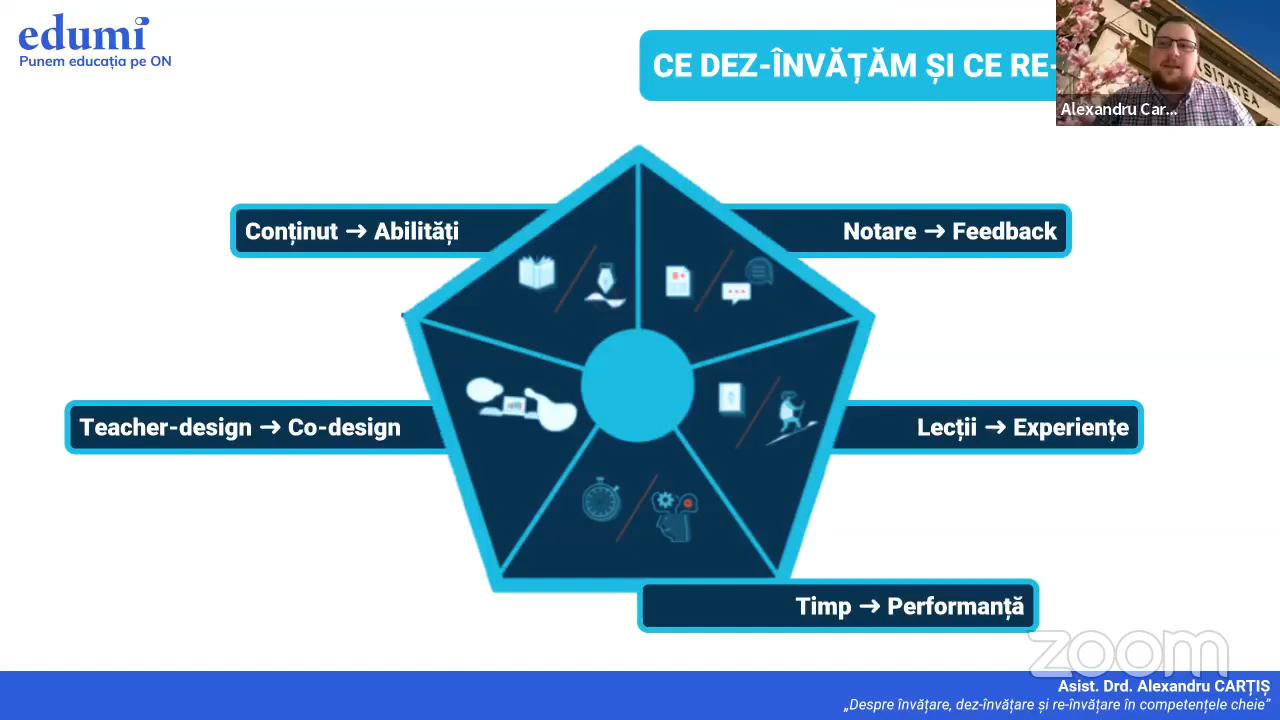 edumi
Punem educația pe ON
CE DEZ-ÎNVĂȚĂM ȘI CE RE-
Alexandru Car...
Conținut → Abilități
Notare → Feedback
Teacher-design → Co-design
Lecții → Experiențe
Timp → Performanță
zoom
Asist. Drd. Alexandru CARȚIȘ
„Despre învățare, dez-învățare și re-învățare în competențele cheie”